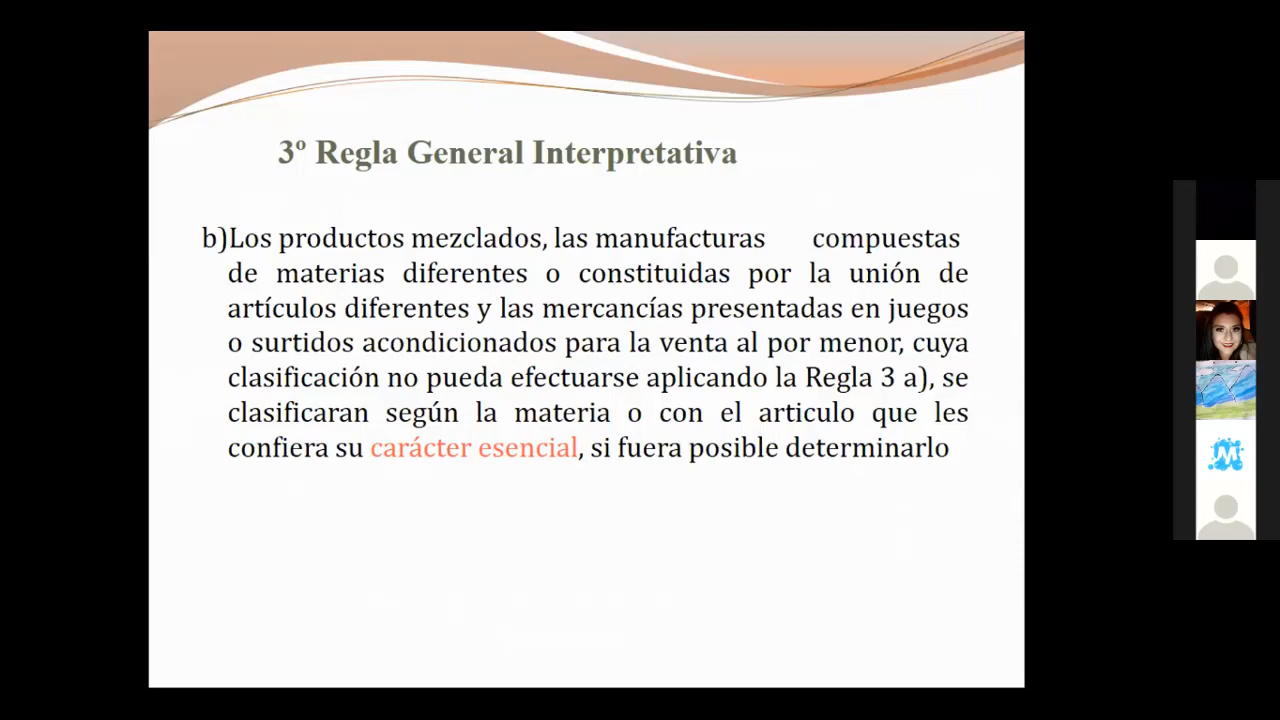 3º Regla General Interpretativa
b)Los productos mezclados, las manufacturas compuestas
de materias diferentes o constituidas por la unión de
artículos diferentes y las mercancías presentadas en juegos
o surtidos acondicionados para la venta al por menor, cuya
clasificación no pueda efectuarse aplicando la Regla 3 a), se
clasificaran según la materia o con el articulo que les
confiera su carácter esencial, si fuera posible determinarlo
M